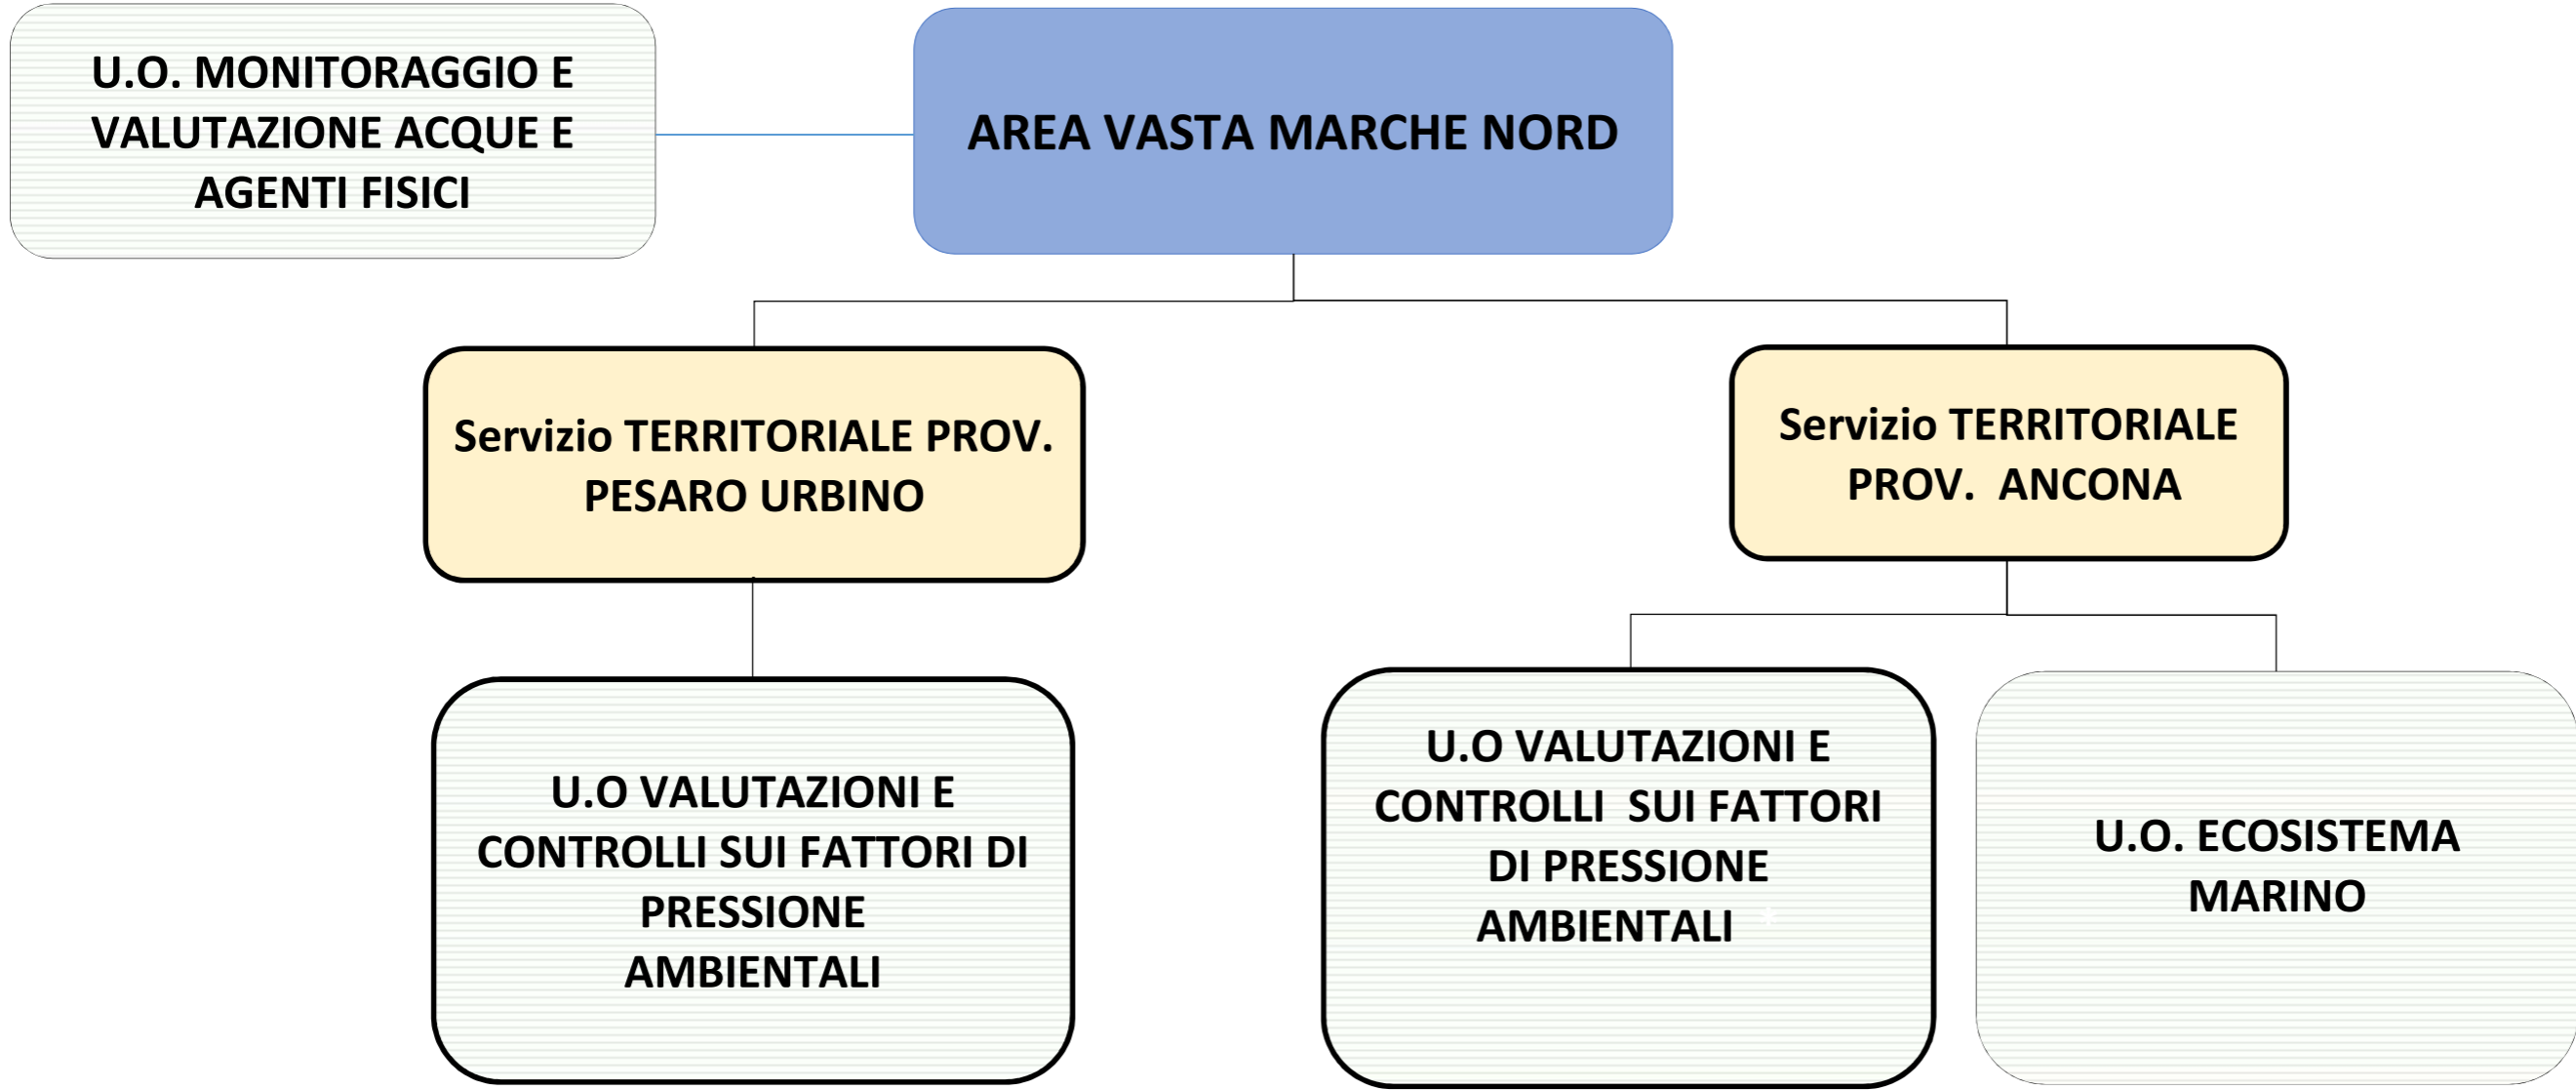 U.O. MONITORAGGIO E
VALUTAZIONE ACQUE E
AGENTI FISICI
AREA VASTA MARCHE NORD
Servizio TERRITORIALE PROV.
PESARO URBINO
Servizio TERRITORIALE
PROV. ANCONA
U.O VALUTAZIONI E
CONTROLLI SUI FATTORI DI
PRESSIONE
AMBIENTALI
U.O VALUTAZIONI E
CONTROLLI SUI FATTORI
DI PRESSIONE
AMBIENTALI *
U.O. ECOSISTEMA
MARINO